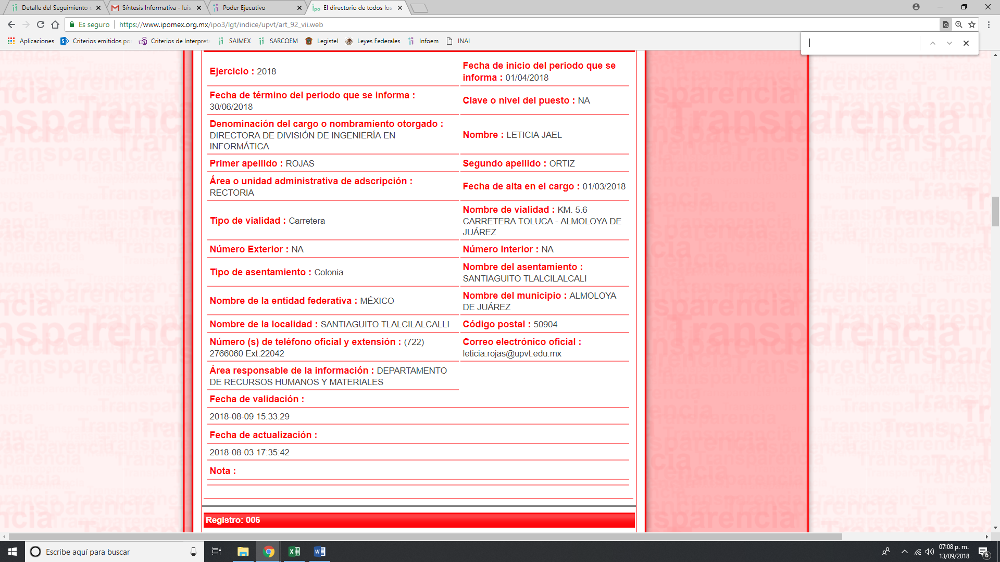 Detalle del Seguimiento
Síntesis Informativa - luis
Poder Ejecutivo
El directorio de todos los
Es seguro
https://www.ipomex.org.mx/ipo3/lgt/indice/upvt/art_92_vii.web
Aplicaciones
Criterios emitidos po
Criterios de Interpret
SAIMEX
SARCOEM
Legistel
Leyes Federales
Infoem
INAI
Ejercicio : 2018
Fecha de inicio del periodo que se
informa : 01/04/2018
Fecha de término del periodo que se informa :
30/06/2018
Clave o nivel del puesto : NA
Denominación del cargo o nombramiento otorgado :
DIRECTORA DE DIVISIÓN DE INGENIERÍA EN
INFORMÁTICA
Nombre : LETICIA JAEL
Primer apellido : ROJAS
Segundo apellido : ORTIZ
Área o unidad administrativa de adscripción :
RECTORIA
Fecha de alta en el cargo : 01/03/2018
Tipo de vialidad : Carretera
Nombre de vialidad : KM. 5.6
CARRETERA TOLUCA - ALMOLOYA DE
JUÁREZ
Número Exterior : NA
Número Interior : NA
Tipo de asentamiento : Colonia
Nombre del asentamiento :
SANTIAGUITO TLALCILALCALI
Nombre de la entidad federativa : MÉXICO
Nombre del municipio : ALMOLOYA
DE JUÁREZ
Nombre de la localidad : SANTIAGUITO TLALCILALCALLI
Código postal : 50904
Número (s) de teléfono oficial y extensión : (722)
2766060 Ext.22042
Correo electrónico oficial :
leticia.rojas@upvt.edu.mx
Área responsable de la información : DEPARTAMENTO
DE RECURSOS HUMANOS Y MATERIALES
Fecha de validación :
2018-08-09 15:33:29
Fecha de actualización :
2018-08-03 17:35:42
Nota :
Registro: 006
Escribe aquí para buscar
07:08 p. m.
13/09/2018
6